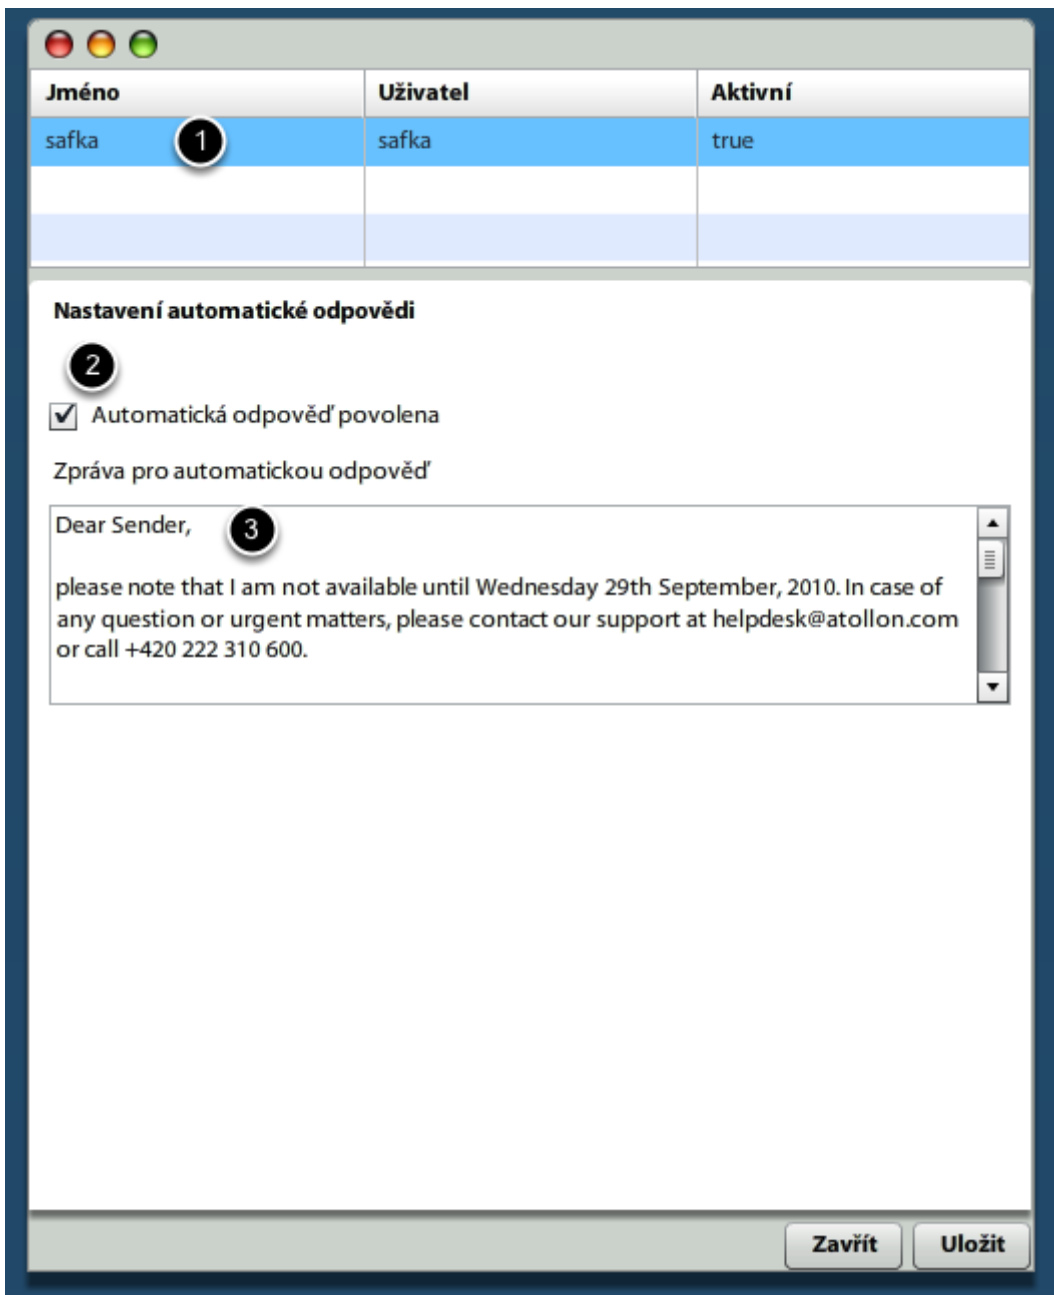 Jméno Uživatel Aktivní
safka 1 safka true
Nastavení automatické odpovědi
2
Automatická odpověď povolena
Zpráva pro automatickou odpověď
Dear Sender, 3
please note that I am not available until Wednesday 29th September, 2010. In case of
any question or urgent matters, please contact our support at helpdesk@atollon.com
or call +420 222 310 600.
Zavřít Uložit